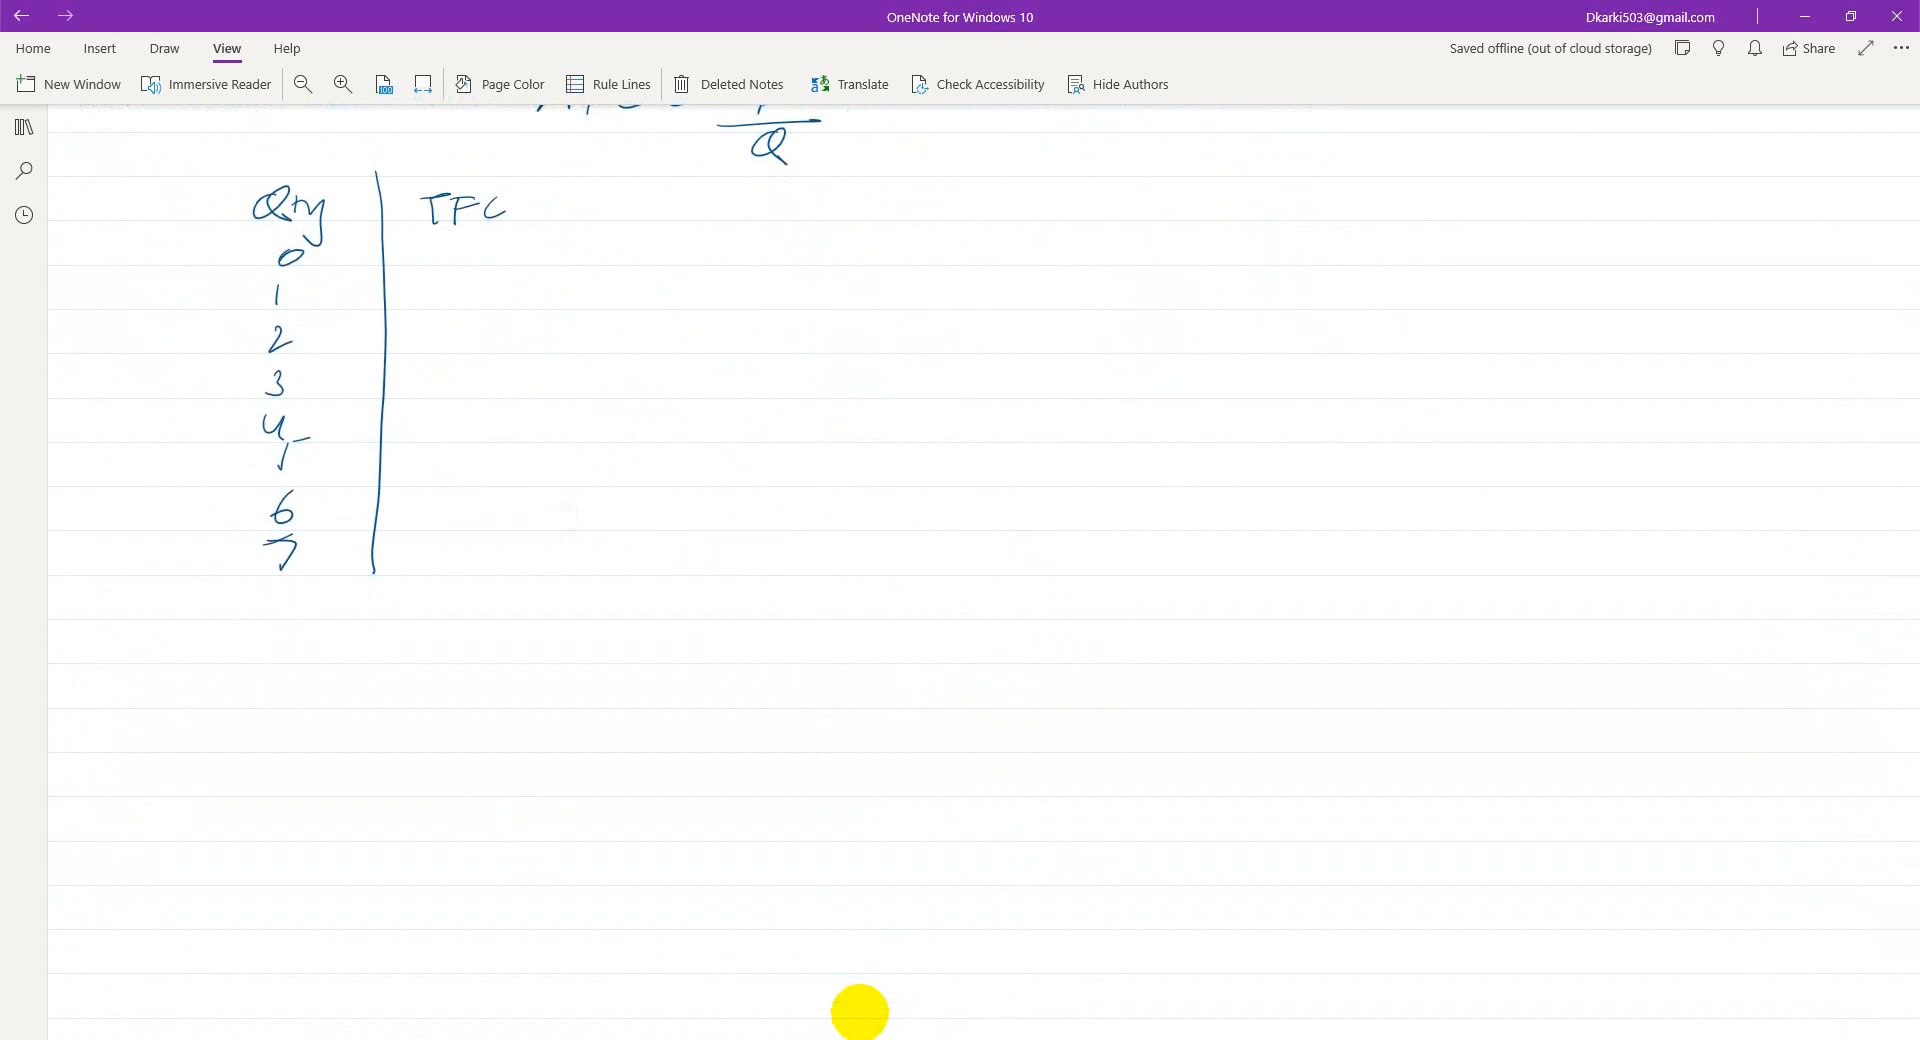 OneNote for Windows 10 Dkarki503@gmail.com
Home Insert Draw View Help Saved offline (out of cloud storage) Share
New Window Immersive Reader 100 Page Color Rule Lines Deleted Notes Translate Check Accessibility Hide Authors
Q
Qty TFC
0
1
2
3
4
5
6
7